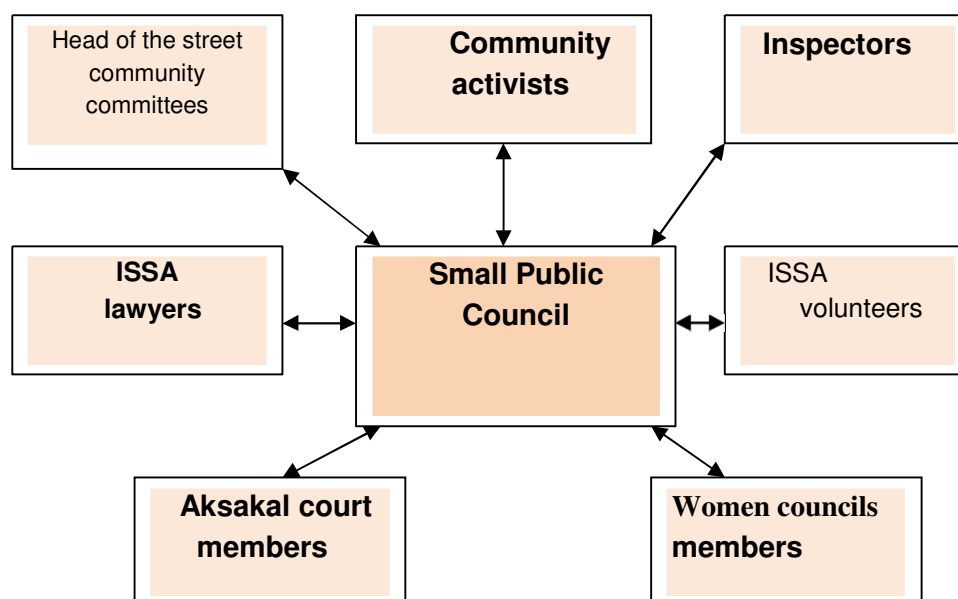 Head of the street
community
committees
Community
activists
Inspectors
ISSA
lawyers
Small Public
Council
ISSA
volunteers
Aksakal court
members
Women councils
members